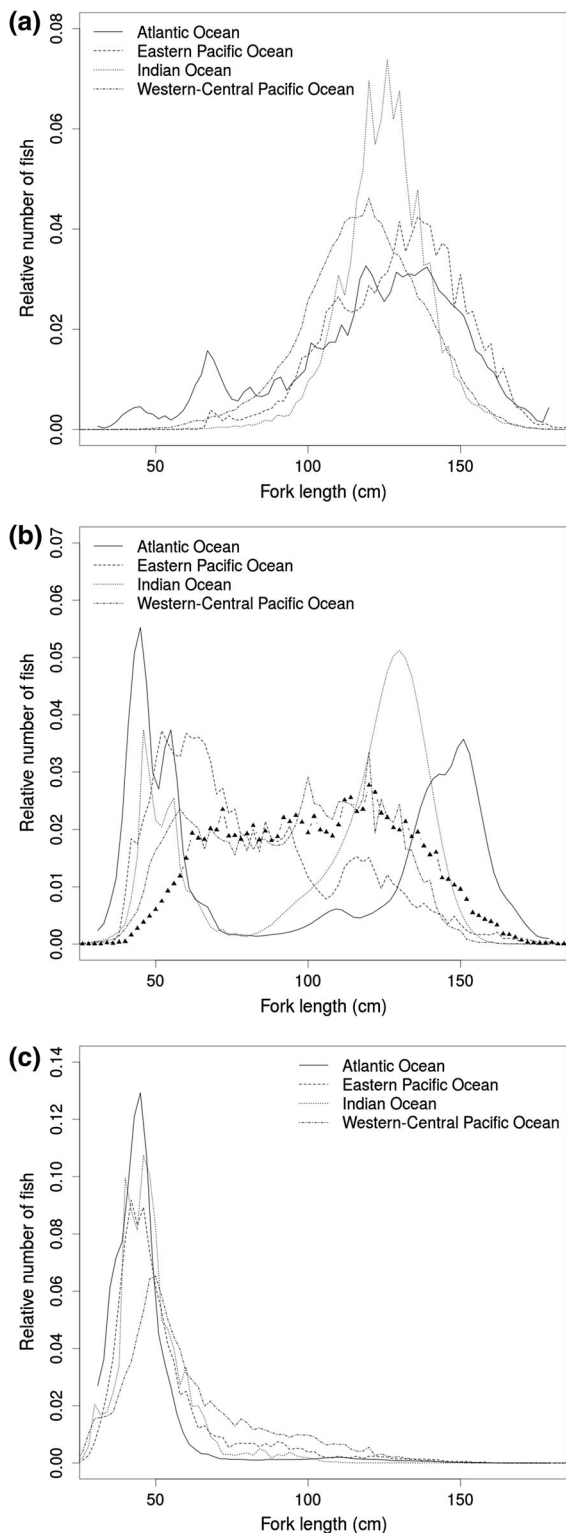 (a)
Atlantic Ocean
Eastern Pacific Ocean
Indian Ocean
Western-Central Pacific Ocean
Relative number of fish
0.08
0.06
0.04
0.02
0.00
50 100 150
Fork length (cm)
(b)
Atlantic Ocean
Eastern Pacific Ocean
Indian Ocean
Western-Central Pacific Ocean
Relative number of fish
0.07
0.06
0.05
0.04
0.03
0.02
0.01
0.00
50 100 150
Fork length (cm)
(c)
Atlantic Ocean
Eastern Pacific Ocean
Indian Ocean
Western-Central Pacific Ocean
Relative number of fish
0.14
0.12
0.10
0.08
0.06
0.04
0.02
0.00
50 100 150
Fork length (cm)